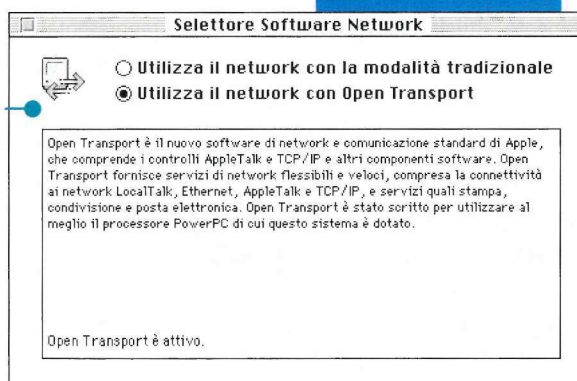 Selettore Software Network
Utilizza il network con la modalità tradizionale
Utilizza il network con Open Transport
Open Transport è il nuovo software di network e comunicazione standard di Apple,
che comprende i controlli AppleTalk e TCP/IP e altri componenti software. Open
Transport fornisce servizi di network flessibili e veloci, compresa la connettività
ai network LocalTalk, Ethernet, AppleTalk e TCP/IP, e servizi quali stampa,
condivisione e posta elettronica. Open Transport è stato scritto per utilizzare al
meglio il processore PowerPC di cui questo sistema è dotato.
Open Transport è attivo.